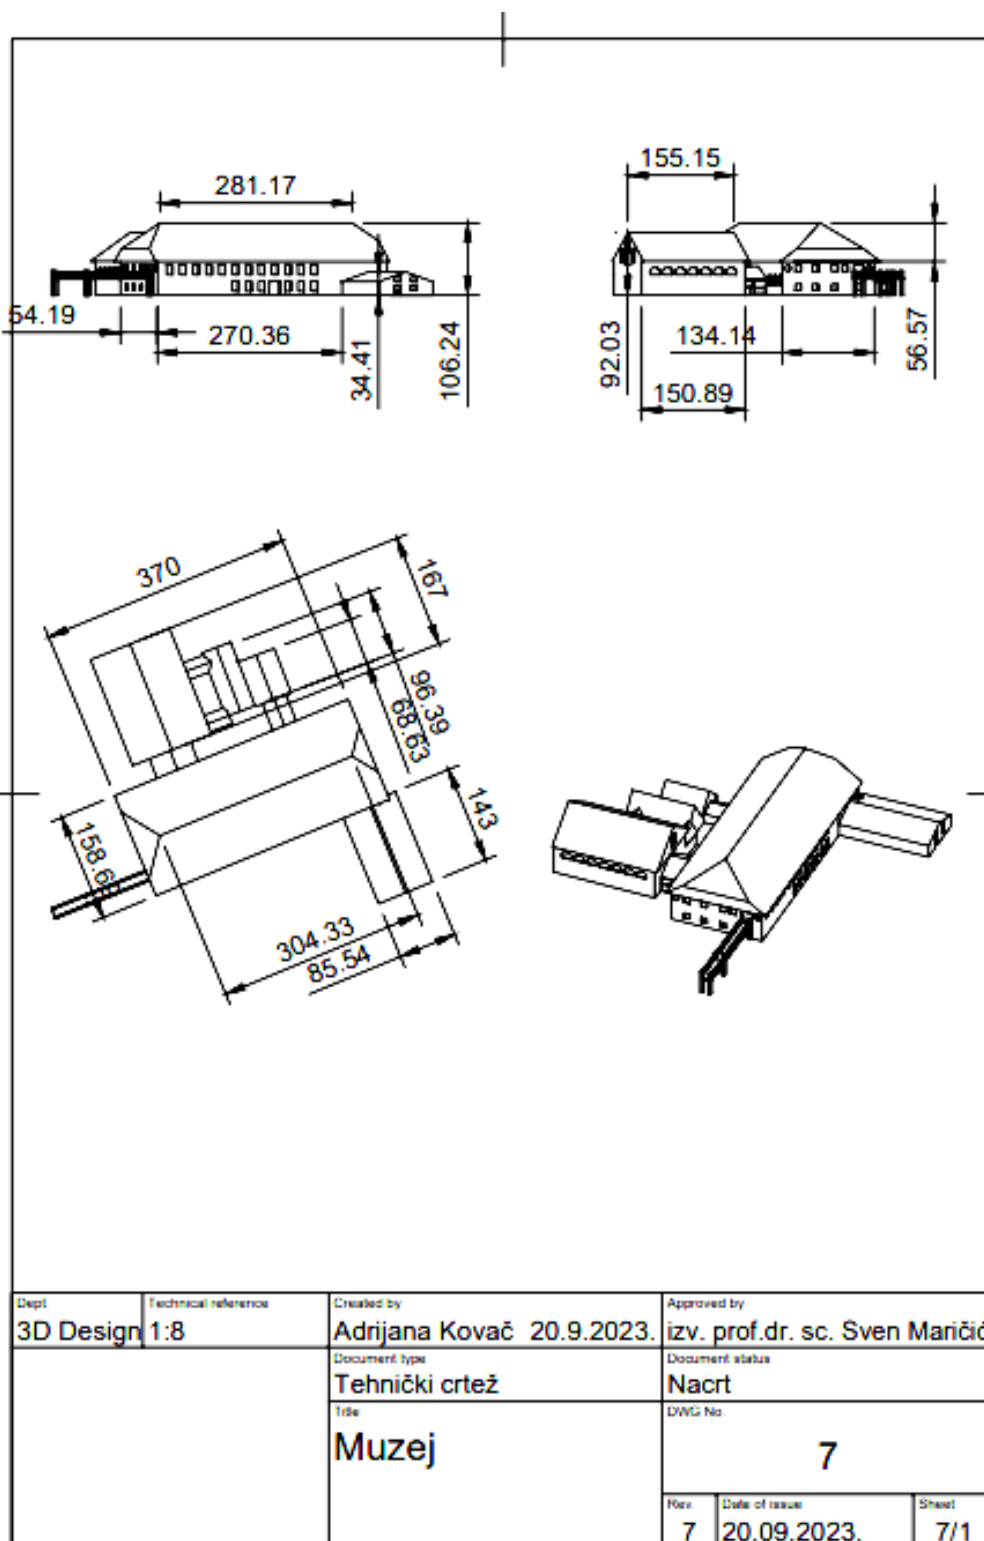 281.17
155.15
54.19
270.36
34.41
106.24
92.03
134.14
150.89
56.57
370
167
96.39
68.63
143
304.33
85.54
Dept.
Technical reference
Created by
Approved by
3D Design
1:8
Adrijana Kovač 20.9.2023.
izv. prof.dr. sc. Sven Maričić
Document type
Document status
Tehnički crtež
Nacrt
Title
DWG No.
Muzej
7
Rev.
Date of issue
Sheet
7
20.09.2023.
7/1